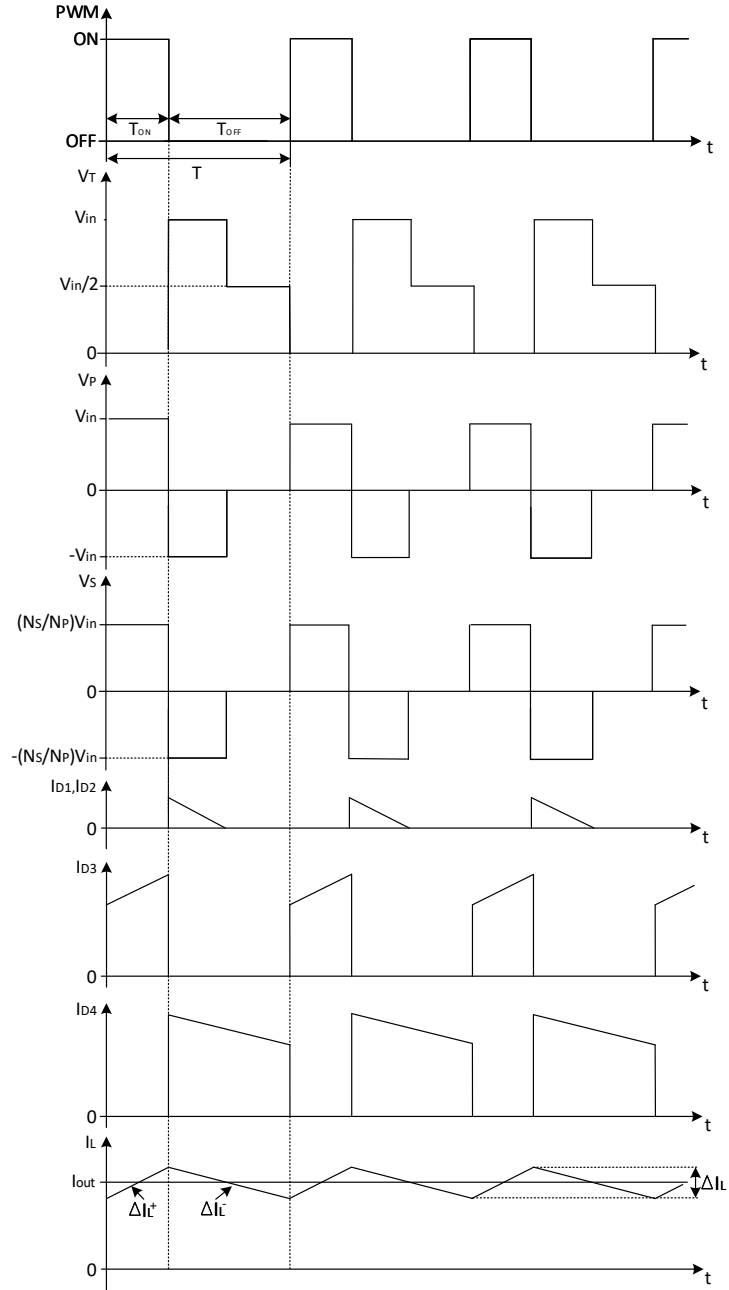 PWM
ON
TON
TOFF
OFF
t
T
VT
Vin
Vin/2
0
t
VP
Vin
0
t
-Vin
VS
(NS/NP)Vin
0
t
-(NS/NP)Vin
ID1,ID2
0
t
ID3
0
t
ID4
0
t
IL
Iout
ΔIL+
ΔIL-
ΔIL
0
t